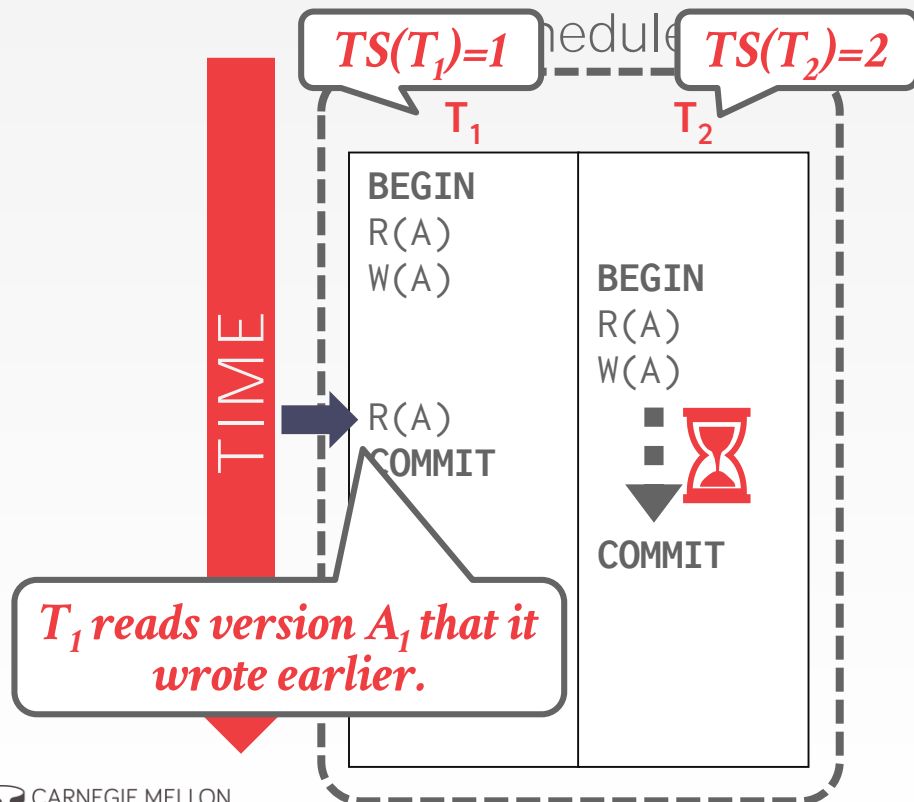 hedule
TS(T₁)=1
TS(T₂)=2
T₁
T₂
BEGIN
R(A)
W(A)
BEGIN
R(A)
W(A)
R(A)
COMMIT
COMMIT
TIME
T₁ reads version A₁ that it
wrote earlier.
CARNEGIE MELLON